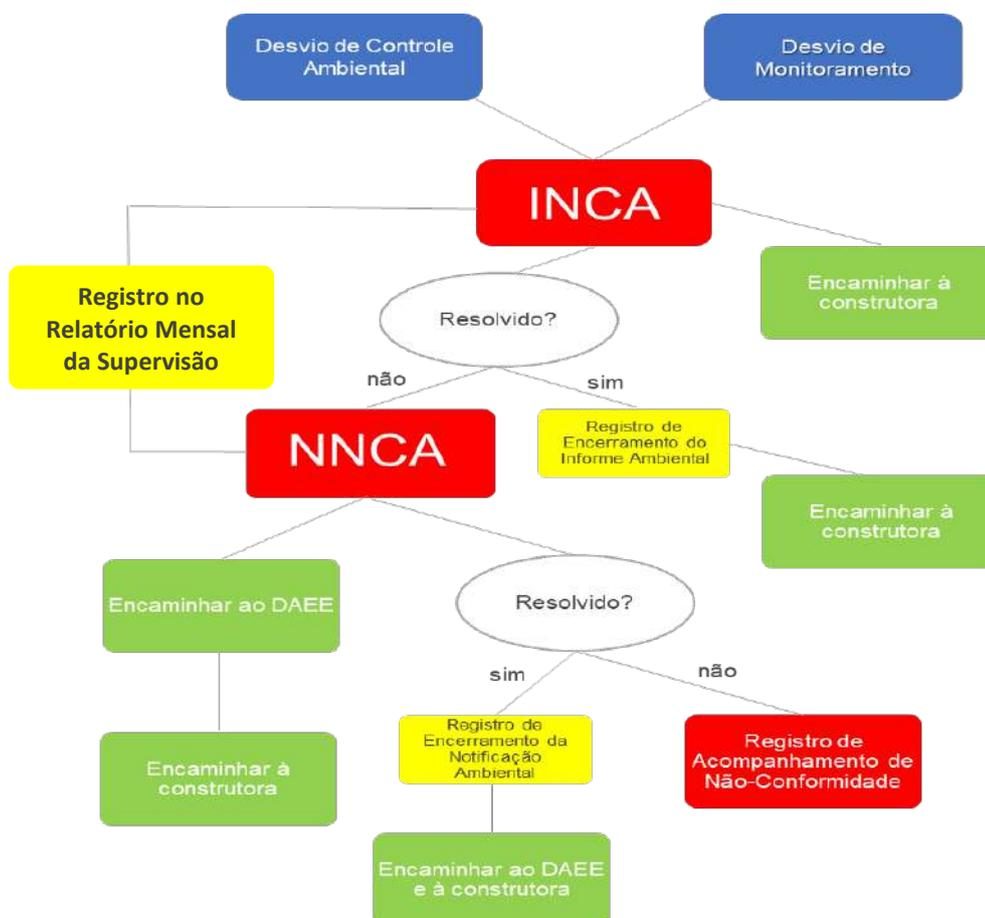 Desvio de Controle
Ambiental
Desvio de
Monitoramento
INCA
Registro no
Relatório Mensal
da Supervisão
Encaminhar à
construtora
Resolvido?
não
sim
NNCA
Registro de
Encerramento do
Informe Ambiental
Encaminhar à
construtora
Encaminhar ao DAEE
Resolvido?
sim
não
Encaminhar à
construtora
Registro de
Encerramento da
Notificação
Ambiental
Registro de
Acompanhamento de
Não-Conformidade
Encaminhar ao DAEE
e à construtora